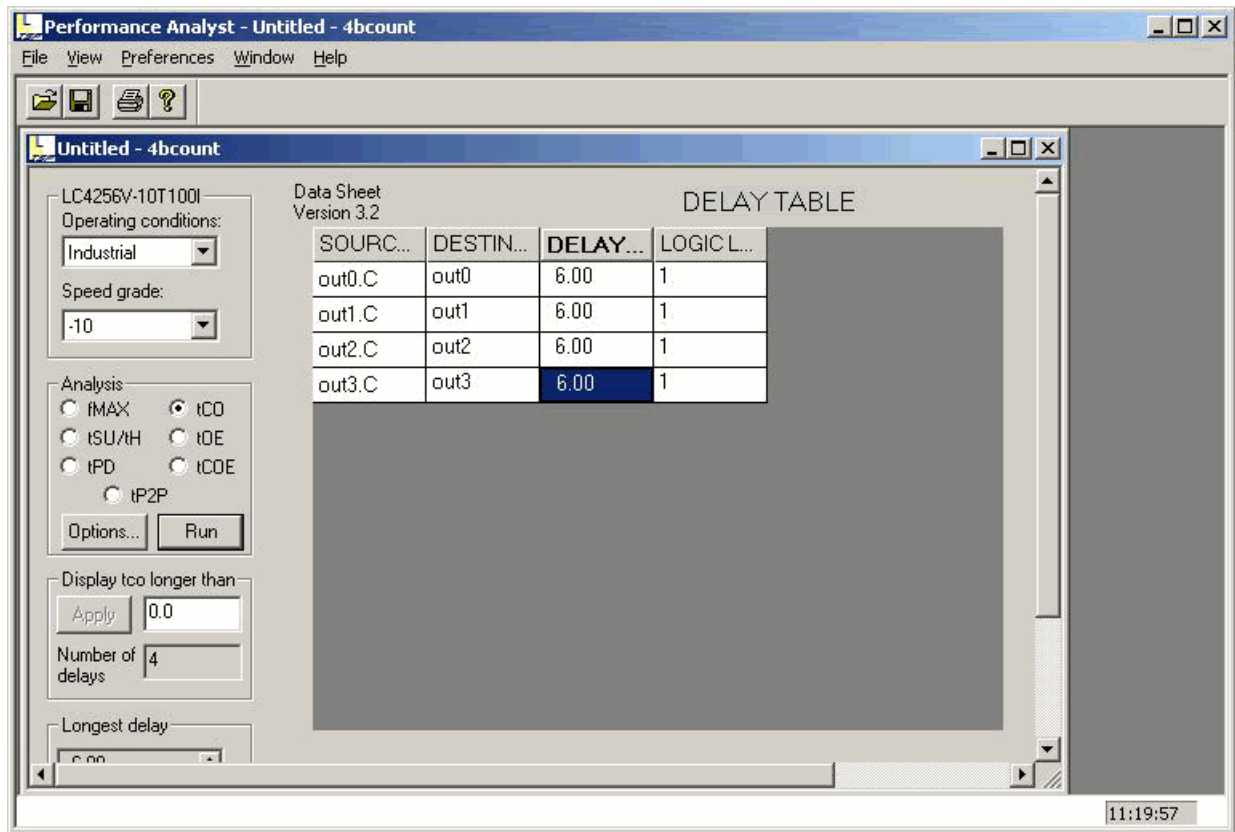 Performance Analyst - Untitled - 4bcount
File View Preferences Window Help
Untitled - 4bcount
LC4256V-10T100I
Operating conditions:
Industrial
Speed grade:
-10
Analysis
fMAX tCO
tSU/tH tOE
tPD tCOE
tP2P
Options... Run
Display tco longer than
Apply 0.0
Number of delays 4
Longest delay
6.00
Data Sheet
Version 3.2
DELAY TABLE
SOURC... DESTIN... DELAY... LOGIC L...
out0.C out0 6.00 1
out1.C out1 6.00 1
out2.C out2 6.00 1
out3.C out3 6.00 1
11:19:57